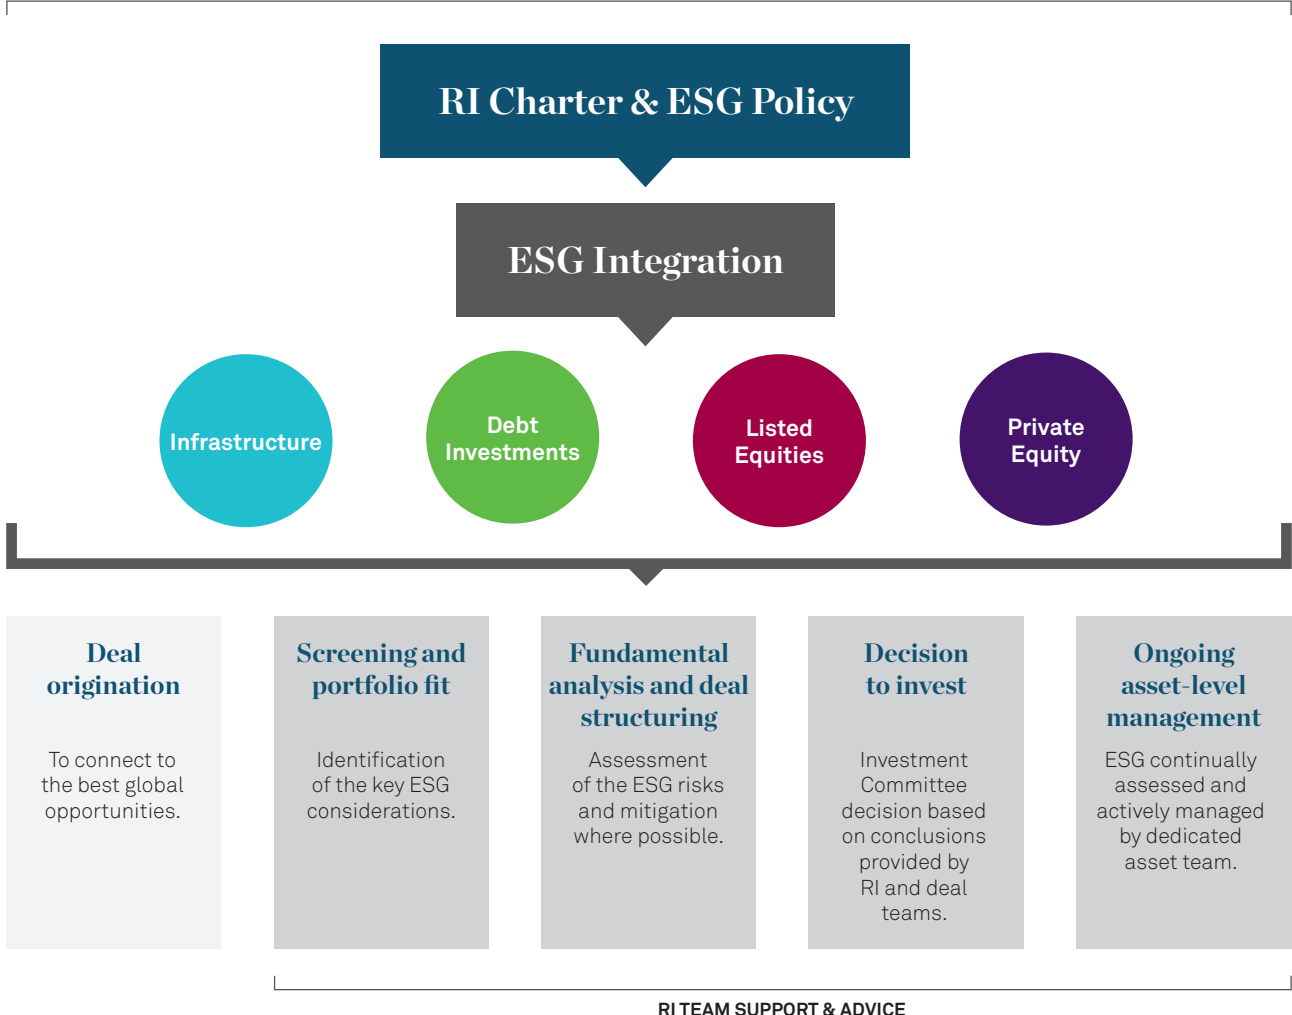 RI Charter & ESG Policy
ESG Integration
Infrastructure
Debt
Investments
Listed
Equities
Private
Equity
Deal
origination
To connect to
the best global
opportunities.
Screening and
portfolio fit
Identification
of the key ESG
considerations.
Fundamental
analysis and deal
structuring
Assessment
of the ESG risks
and mitigation
where possible.
Decision
to invest
Investment
Committee
decision based
on conclusions
provided by
RI and deal
teams.
Ongoing
asset-level
management
ESG continually
assessed and
actively managed
by dedicated
asset team.
RI TEAM SUPPORT & ADVICE